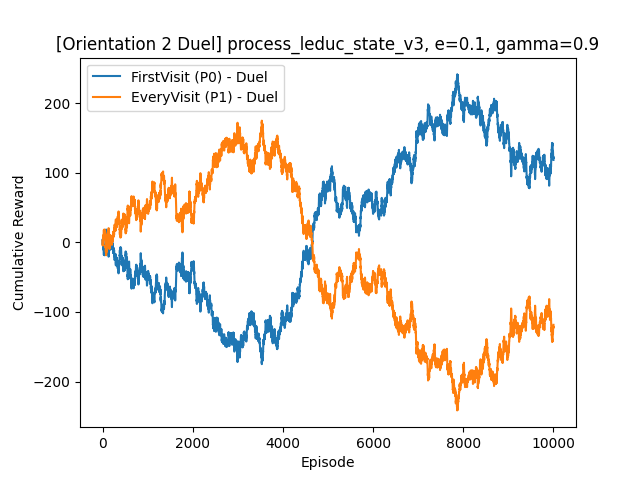 [Orientation 2 Duel] process_leduc_state_v3, e=0.1, gamma=0.9
FirstVisit (P0) - Duel
EveryVisit (P1) - Duel
Cumulative Reward
200
100
0
−100
−200
0 2000 4000 6000 8000 10000
Episode